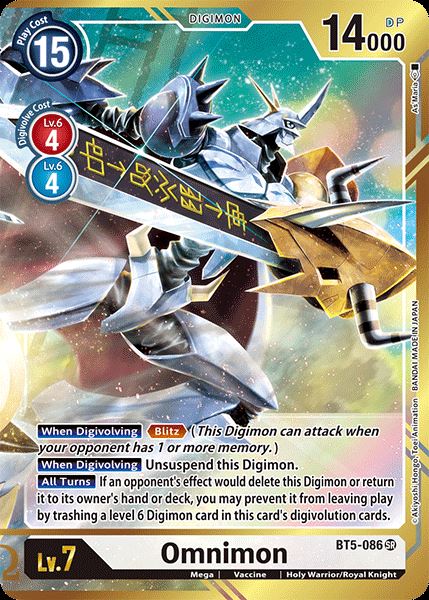 Play Cost
15
DIGIMON
DP
14000
As'Maria
Digivolve Cost
Lv.6
4
Lv.6
4
©Akiyoshi Hongo, Toei Animation
BANDAI MADE IN JAPAN
When Digivolving Blitz (This Digimon can attack when
your opponent has 1 or more memory.)
When Digivolving Unsuspend this Digimon.
All Turns If an opponent's effect would delete this Digimon or return
it to its owner's hand or deck, you may prevent it from leaving play
by trashing a level 6 Digimon card in this card's digivolution cards.
2
Lv.7
Omnimon
BT5-086 SR
Mega | Vaccine | Holy Warrior/Royal Knight